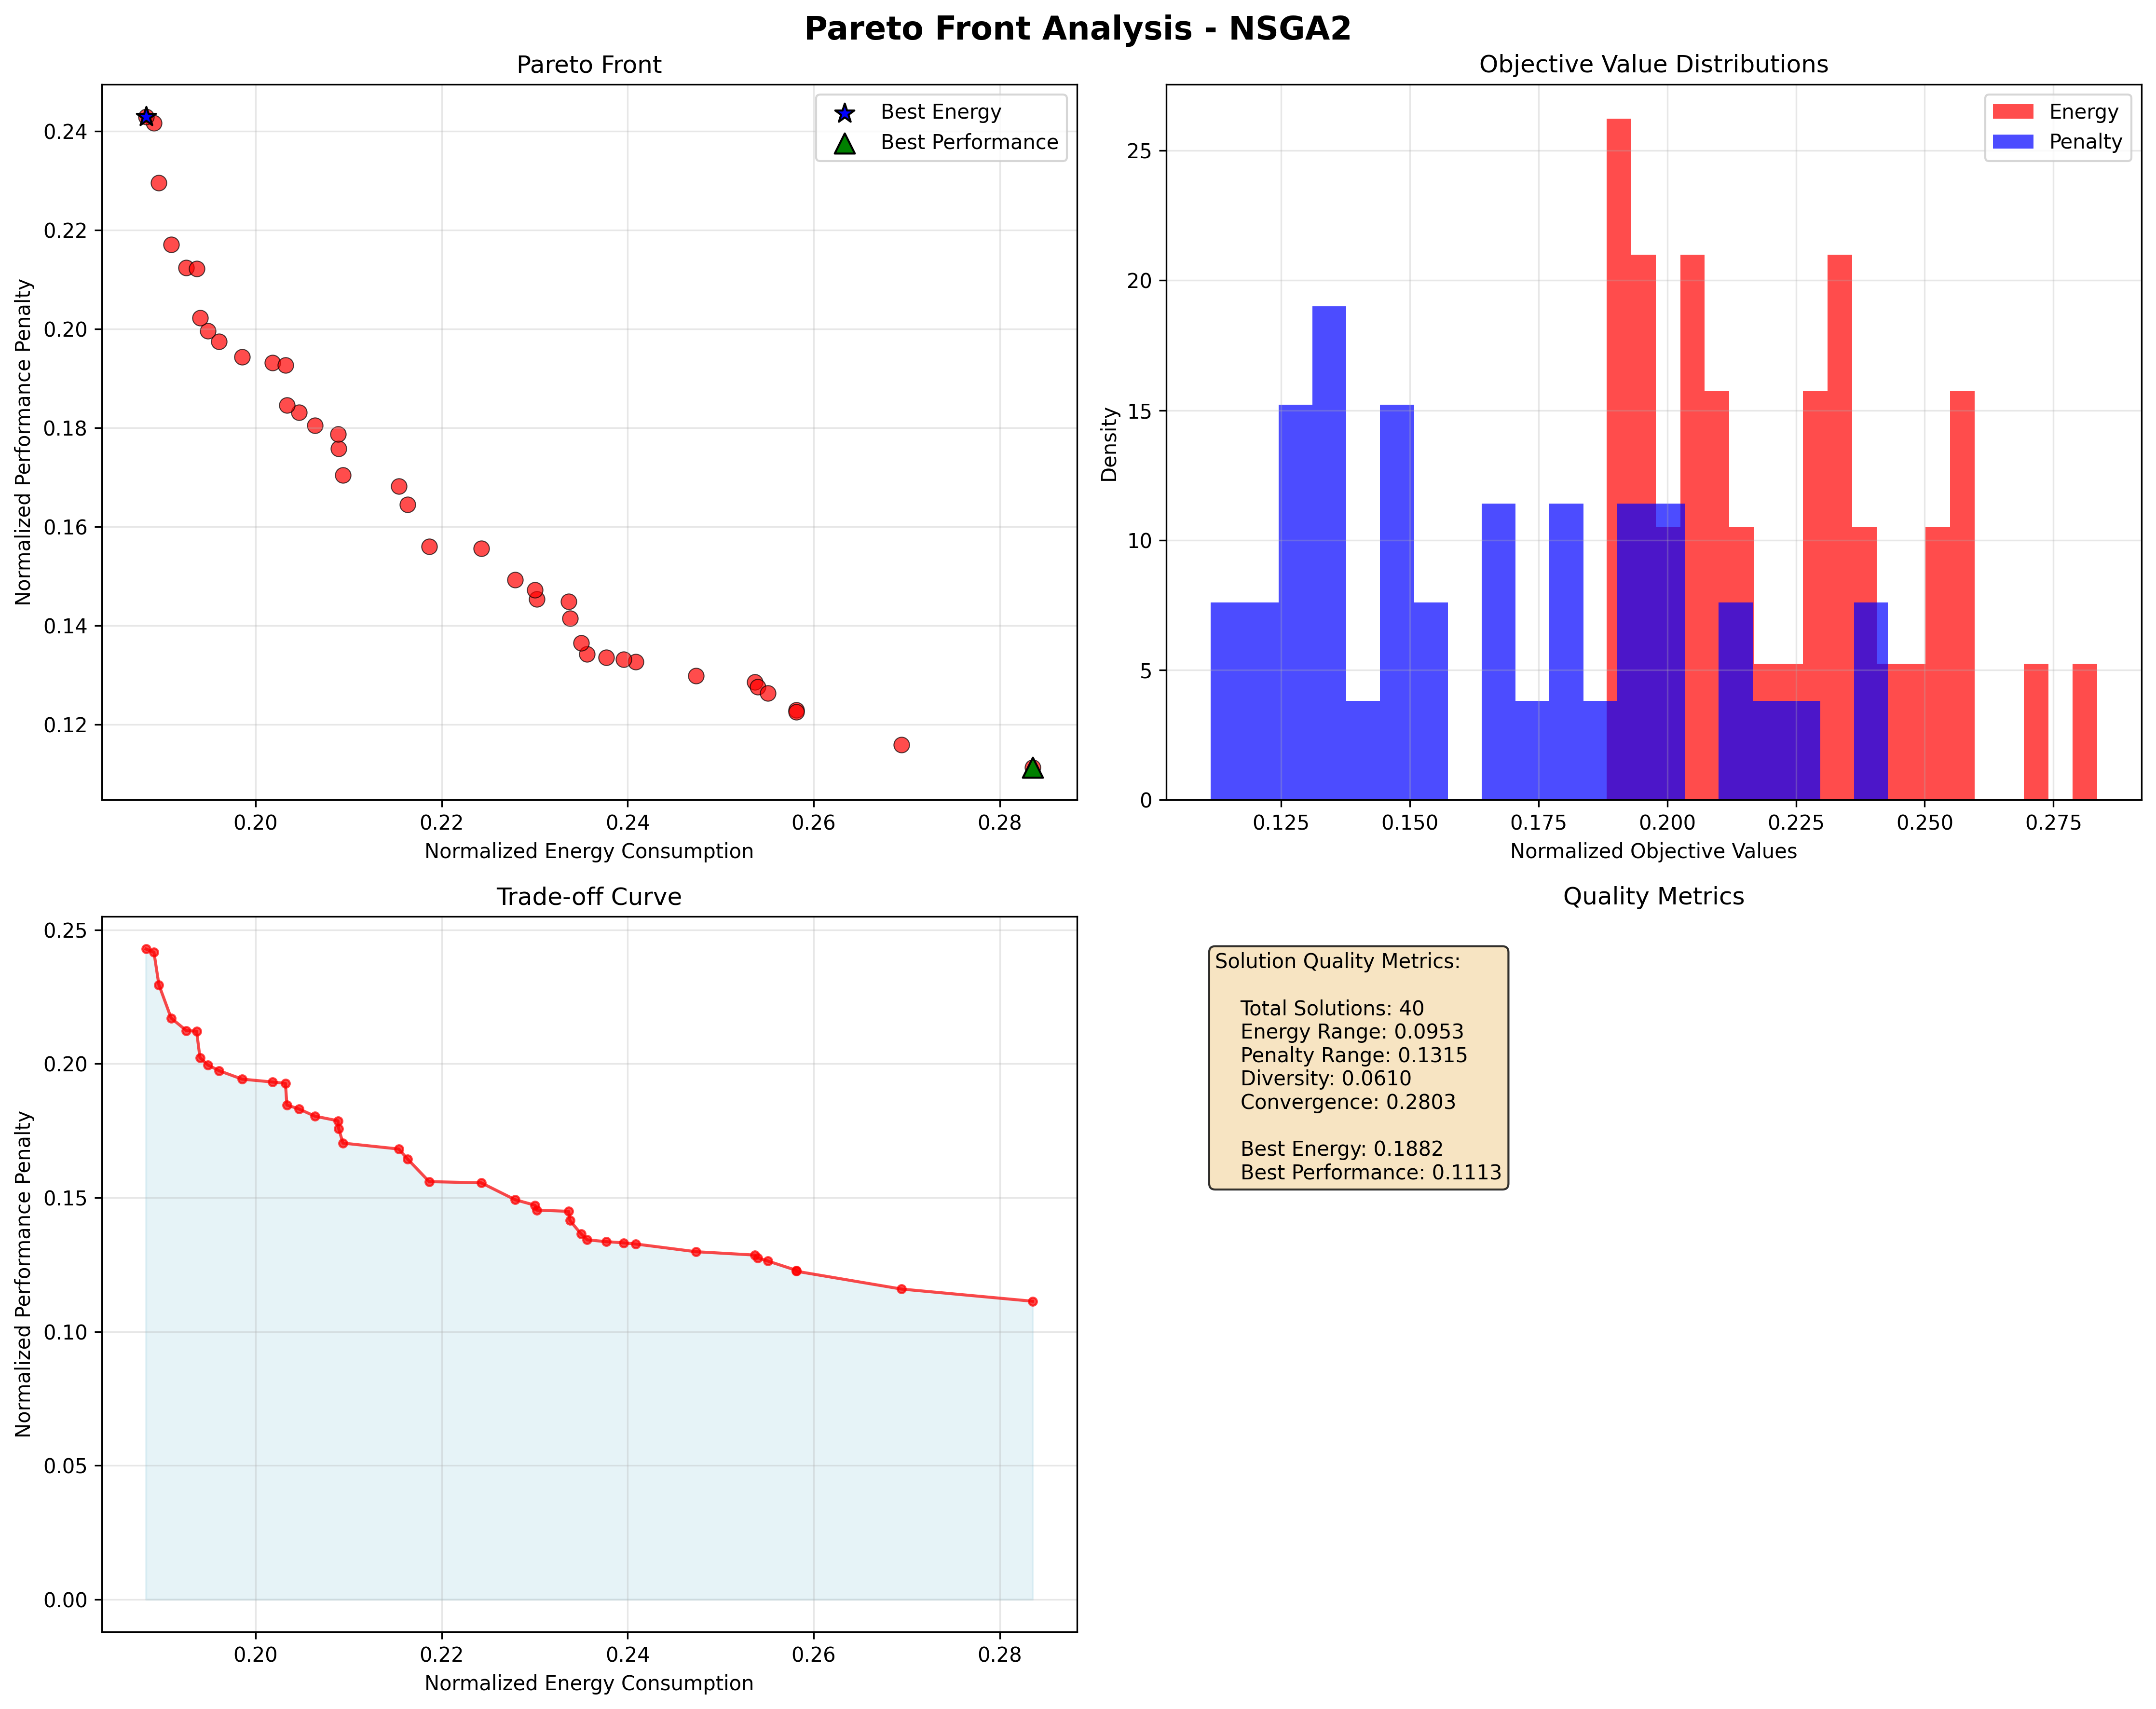 Pareto Front Analysis - NSGA2
Pareto Front
Best Energy
Best Performance
Normalized Performance Penalty
0.24
0.22
0.20
0.18
0.16
0.14
0.12
0.20
0.22
0.24
0.26
0.28
Normalized Energy Consumption
Objective Value Distributions
Energy
Penalty
Density
25
20
15
10
5
0
0.125
0.150
0.175
0.200
0.225
0.250
0.275
Normalized Objective Values
Trade-off Curve
Normalized Performance Penalty
0.25
0.20
0.15
0.10
0.05
0.00
0.20
0.22
0.24
0.26
0.28
Normalized Energy Consumption
Quality Metrics
Solution Quality Metrics:
Total Solutions: 40
Energy Range: 0.0953
Penalty Range: 0.1315
Diversity: 0.0610
Convergence: 0.2803
Best Energy: 0.1882
Best Performance: 0.1113